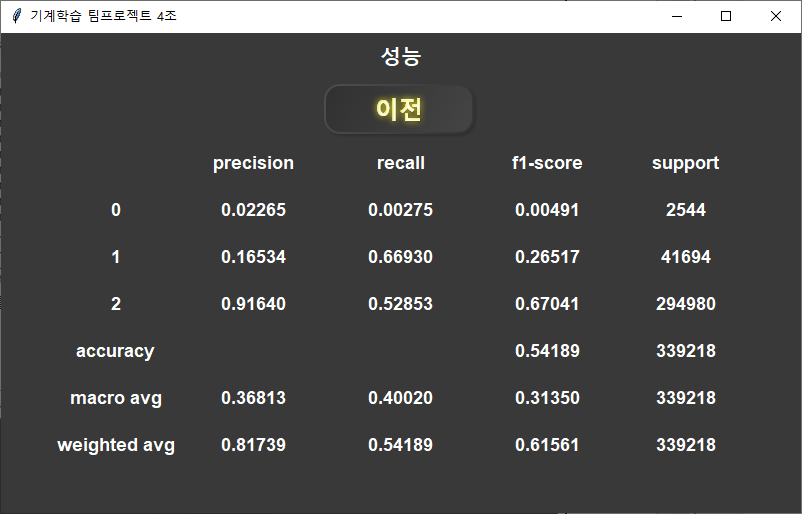 기계학습 팀프로젝트 4조
성능
이전
precision recall f1-score support
0 0.02265 0.00275 0.00491 2544
1 0.16534 0.66930 0.26517 41694
2 0.91640 0.52853 0.67041 294980
accuracy 0.54189 339218
macro avg 0.36813 0.40020 0.31350 339218
weighted avg 0.81739 0.54189 0.61561 339218